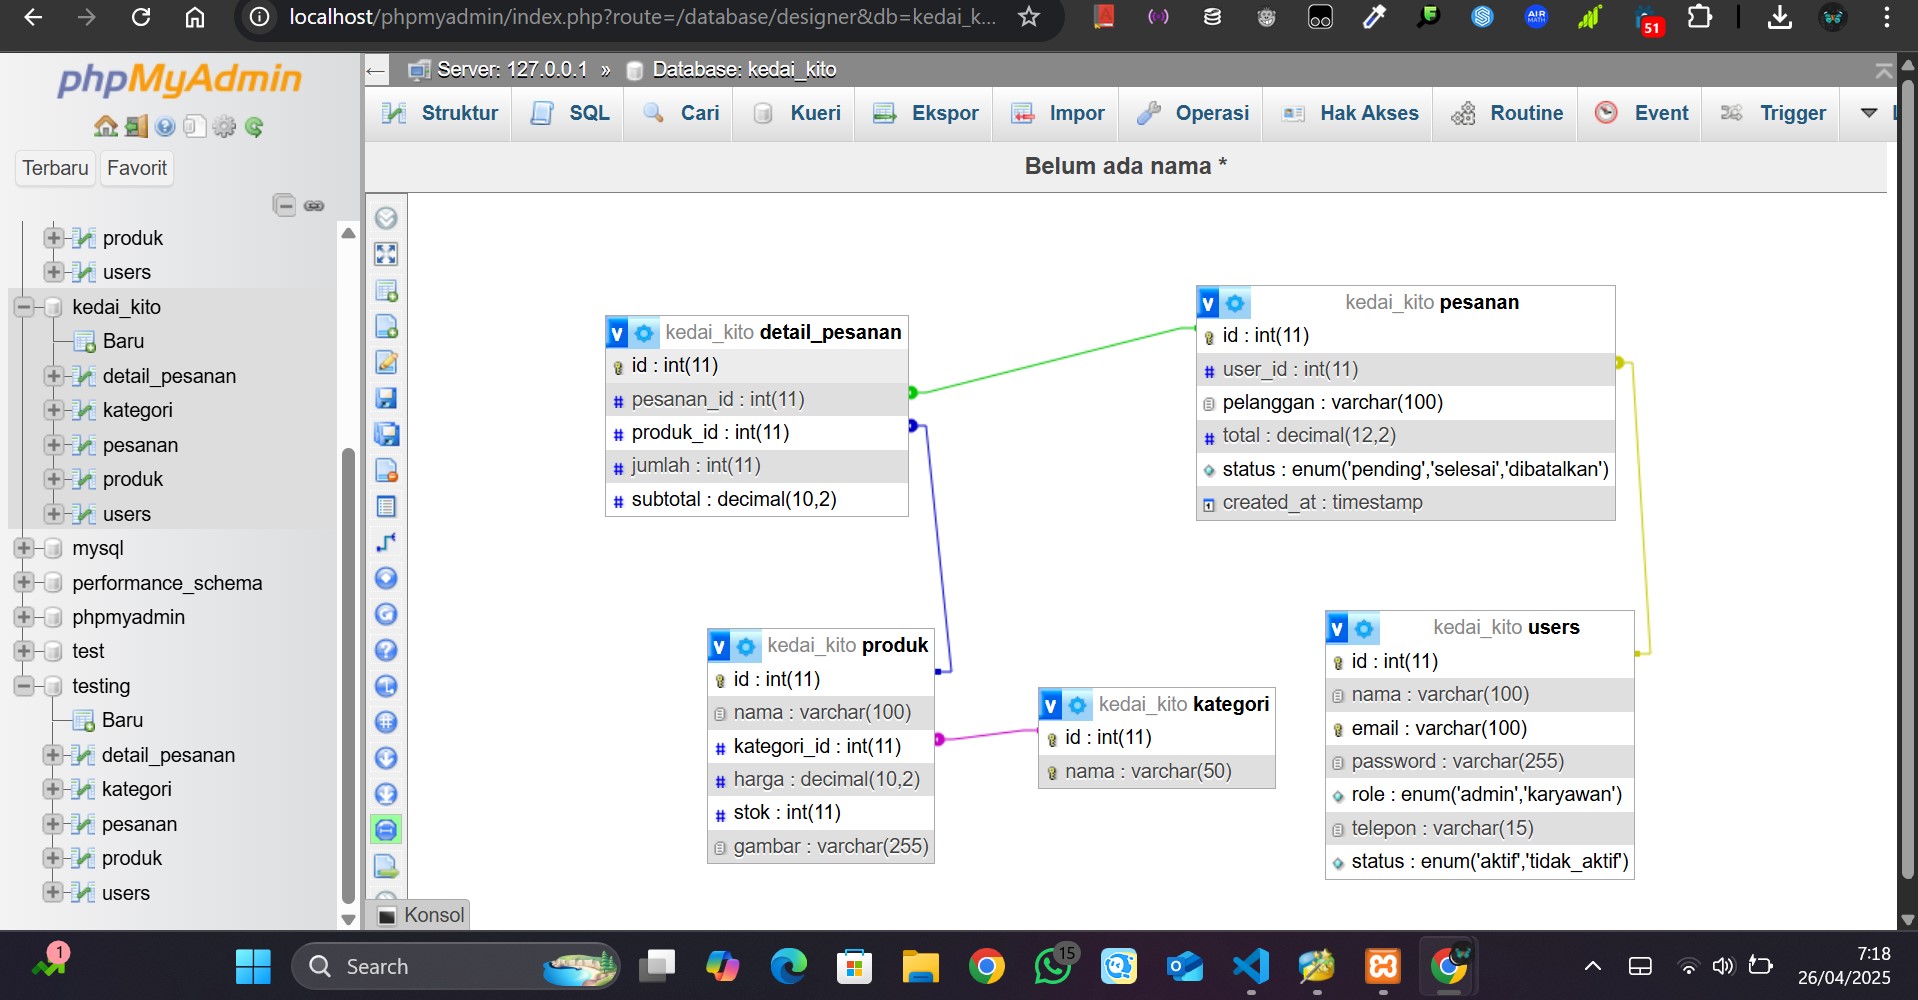 localhost/phpmyadmin/index.php?route=/database/designer&db=kedai_k...
51
phpMyAdmin
Terbaru
Favorit
produk
users
kedai_kito
Baru
detail_pesanan
kategori
pesanan
produk
users
mysql
performance_schema
phpmyadmin
test
testing
Baru
detail_pesanan
kategori
pesanan
produk
users
Server: 127.0.0.1 » Database: kedai_kito
Struktur
SQL
Cari
Kueri
Ekspor
Impor
Operasi
Hak Akses
Routine
Event
Trigger
Belum ada nama *
kedai_kito detail_pesanan
id : int(11)
pesanan_id : int(11)
produk_id : int(11)
jumlah : int(11)
subtotal : decimal(10,2)
kedai_kito pesanan
id : int(11)
user_id : int(11)
pelanggan : varchar(100)
total : decimal(12,2)
status : enum('pending','selesai','dibatalkan')
created_at : timestamp
kedai_kito produk
id : int(11)
nama : varchar(100)
kategori_id : int(11)
harga : decimal(10,2)
stok : int(11)
gambar : varchar(255)
kedai_kito kategori
id : int(11)
nama : varchar(50)
kedai_kito users
id : int(11)
nama : varchar(100)
email : varchar(100)
password : varchar(255)
role : enum('admin','karyawan')
telepon : varchar(15)
status : enum('aktif','tidak_aktif')
Konsol
1
Search
15
7:18
26/04/2025